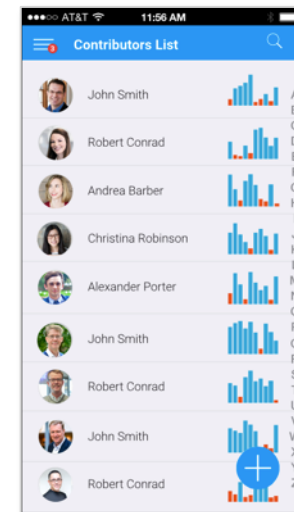 AT&T 11:56 AM
3
Contributors List
John Smith
Robert Conrad
Andrea Barber
Christina Robinson
Alexander Porter
John Smith
Robert Conrad
John Smith
Robert Conrad